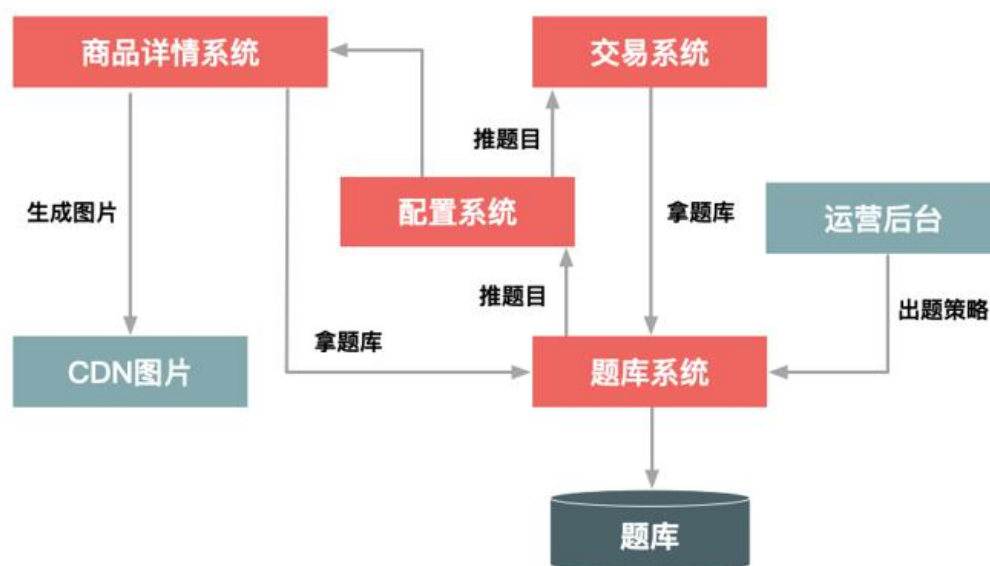 商品详情系统
交易系统
推题目
配置系统
生成图片
拿题库
运营后台
推题目
出题策略
拿题库
CDN图片
题库系统
题库